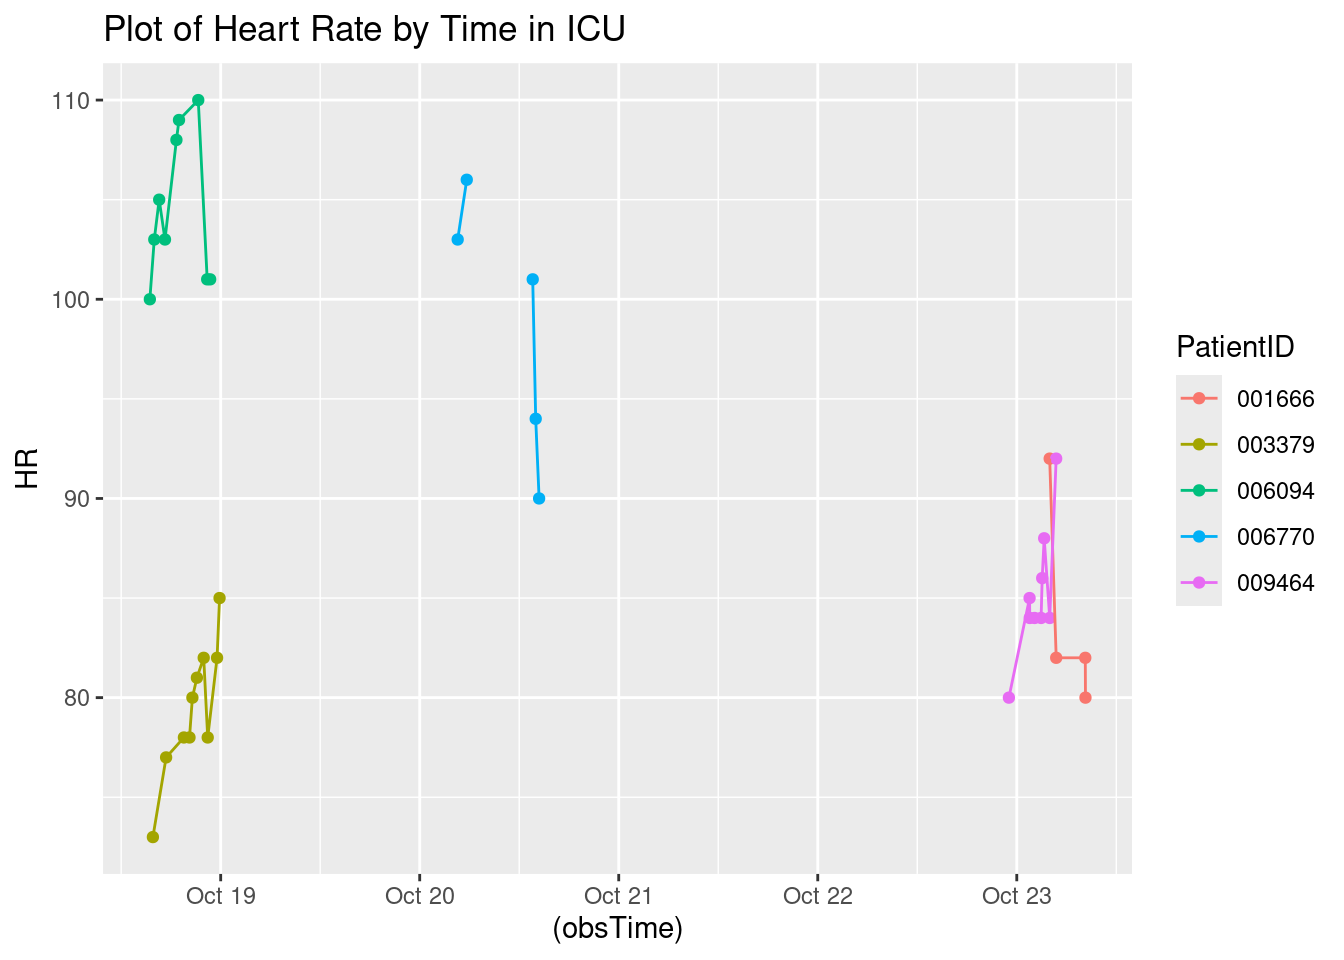 Plot of Heart Rate by Time in ICU
110
100
90
80
HR
Oct 19
Oct 20
Oct 21
Oct 22
Oct 23
(obsTime)
PatientID
001666
003379
006094
006770
009464